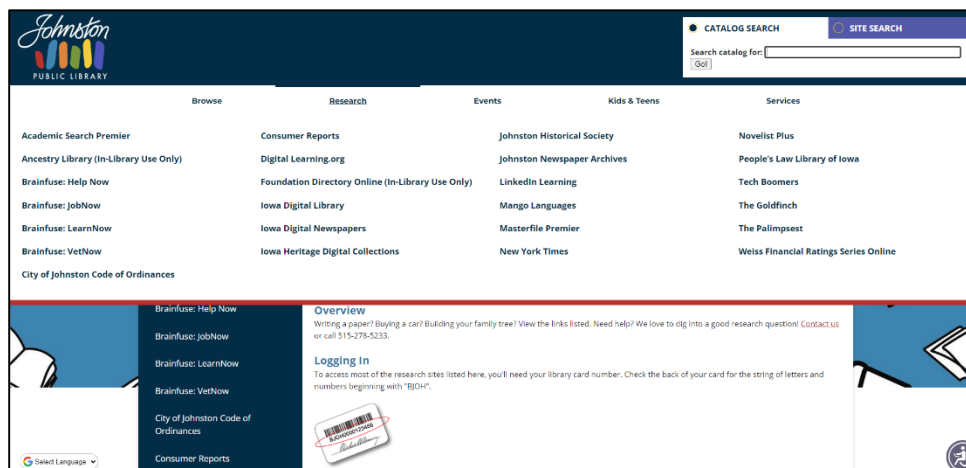 Johnston
PUBLIC LIBRARY
CATALOG SEARCH
SITE SEARCH
Search catalog for:
Go!
Browse
Research
Events
Kids & Teens
Services
Academic Search Premier
Ancestry Library (In-Library Use Only)
Brainfuse: Help Now
Brainfuse: JobNow
Brainfuse: LearnNow
Brainfuse: VetNow
City of Johnston Code of Ordinances
Consumer Reports
Digital Learning.org
Foundation Directory Online (In-Library Use Only)
Iowa Digital Library
Iowa Digital Newspapers
Iowa Heritage Digital Collections
Johnston Historical Society
Johnston Newspaper Archives
LinkedIn Learning
Mango Languages
Masterfile Premier
New York Times
Novelist Plus
People's Law Library of Iowa
Tech Boomers
The Goldfinch
The Palimpsest
Weiss Financial Ratings Series Online
Brainfuse: Help Now
Brainfuse: JobNow
Brainfuse: LearnNow
Brainfuse: VetNow
City of Johnston Code of
Ordinances
Consumer Reports
Overview
Writing a paper? Buying a car? Building your family tree? View the links listed. Need help? We love to dig into a good research question! Contact us
or call 515-278-5233.
Logging In
To access most of the research sites listed here, you'll need your library card number. Check the back of your card for the string of letters and
numbers beginning with "BJOH".
BJOH0000123456
Select Language